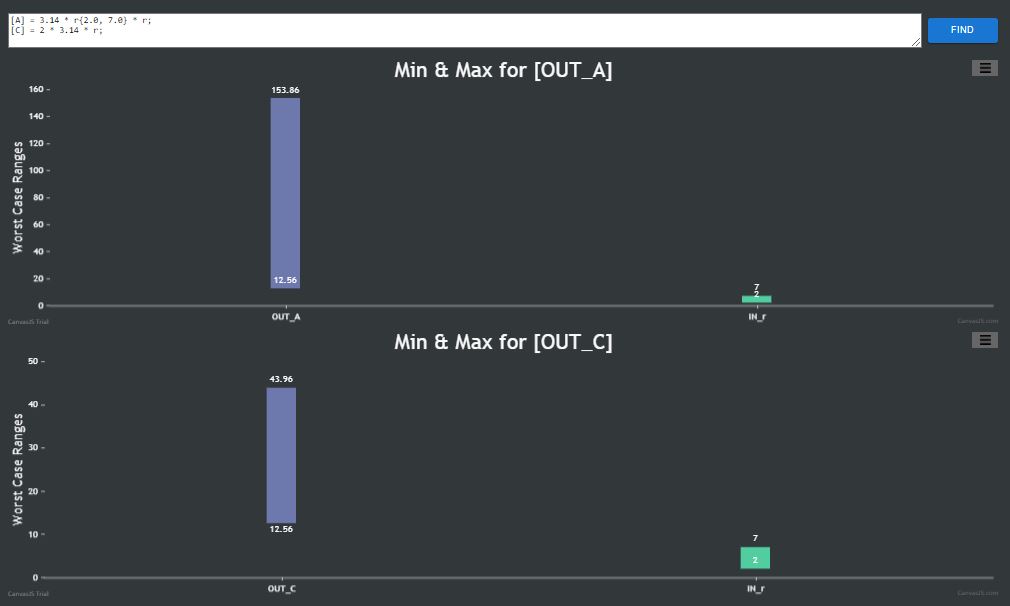 [A] = 3.14 * r{2.0, 7.0} * r;
[C] = 2 * 3.14 * r;
FIND
Min & Max for [OUT_A]
Worst Case Ranges
160
140
120
100
80
60
40
20
0
153.86
12.56
7
2
OUT_A
IN_r
CanvasJS Trial
CanvasJS.com
Min & Max for [OUT_C]
Worst Case Ranges
50
40
30
20
10
0
43.96
12.56
7
2
OUT_C
IN_r
CanvasJS Trial
CanvasJS.com